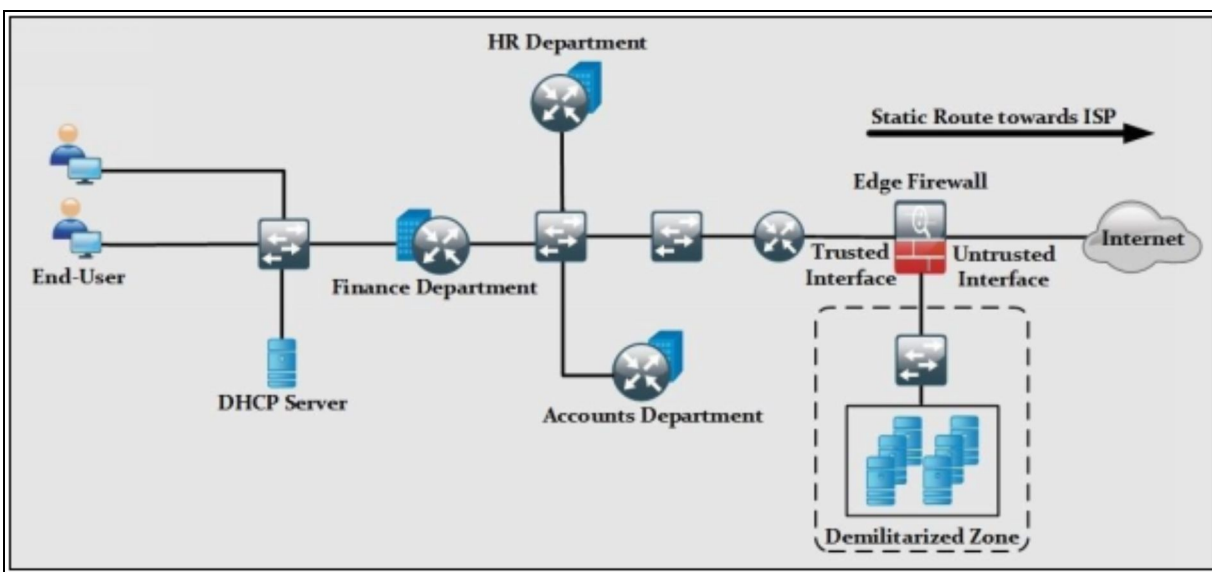 HR Department
Static Route towards ISP
Edge Firewall
Internet
Trusted
Interface
Untrusted
Interface
End-User
Finance Department
DHCP Server
Accounts Department
Demilitarized Zone